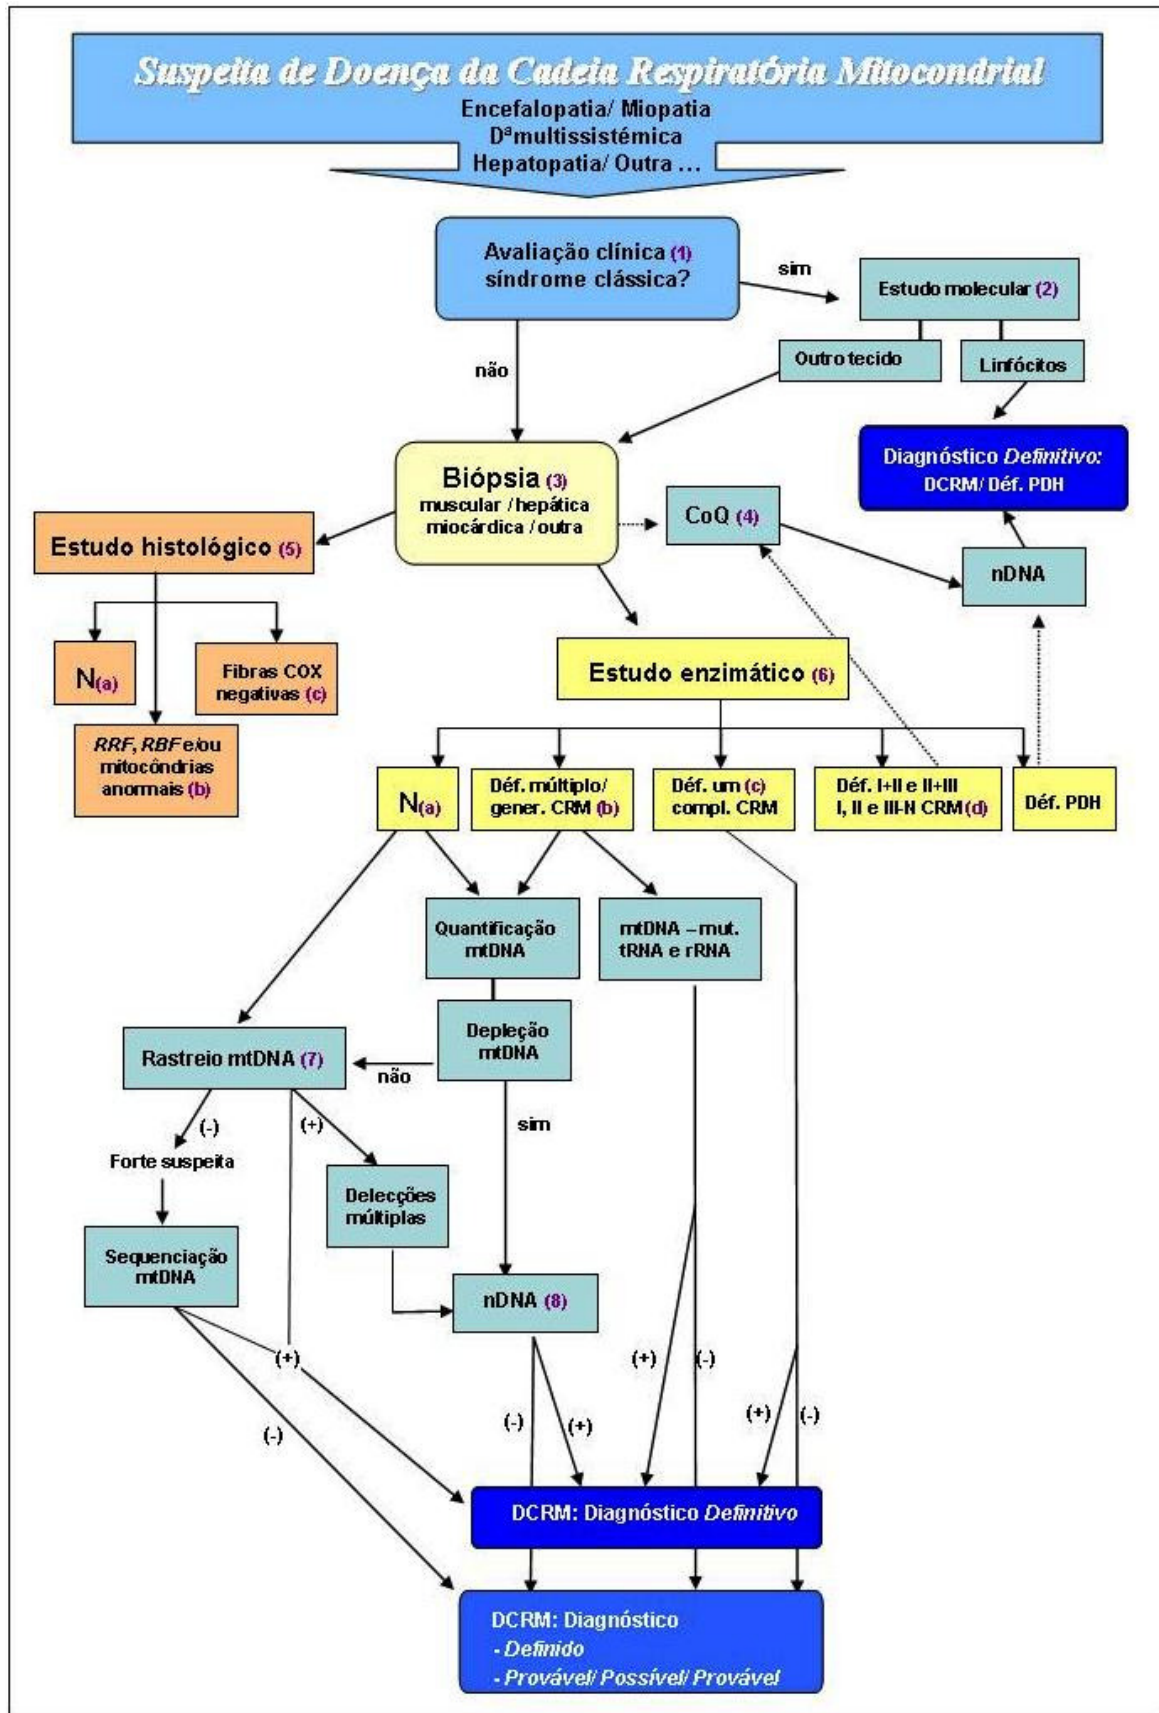 Suspeita de Doença da Cadeia Respiratória Mitocondrial
Encefalopatia/ Miopatia
Dªmultissistémica
Hepatopatia/ Outra ...
Avaliação clínica (1)
síndrome clássica?
sim
Estudo molecular (2)
Outro tecido
Linfócitos
não
Diagnóstico Definitivo:
DCRM/ Déf. PDH
Biópsia (3)
muscular / hepática
miocárdica / outra
CoQ (4)
Estudo histológico (5)
nDNA
N(a)
Fibras COX
negativas (c)
Estudo enzimático (6)
RRF, RBF e/ou
mitocôndrias
anormais (b)
N(a)
Déf. múltiplo/
gener. CRM (b)
Déf. um (c)
compl. CRM
Déf. I+II e II+III
I, II e III-N CRM (d)
Déf. PDH
Quantificação
mtDNA
mtDNA – mut.
tRNA e rRNA
Depleção
mtDNA
Rastreio mtDNA (7)
não
sim
(-)
(+)
Forte suspeita
Delecções
múltiplas
Sequenciação
mtDNA
nDNA (8)
(+)
(+)
(-)
(-)
(-)
(+)
(+)
(-)
DCRM: Diagnóstico Definitivo
DCRM: Diagnóstico
- Definido
- Provável/ Possível/ Provável